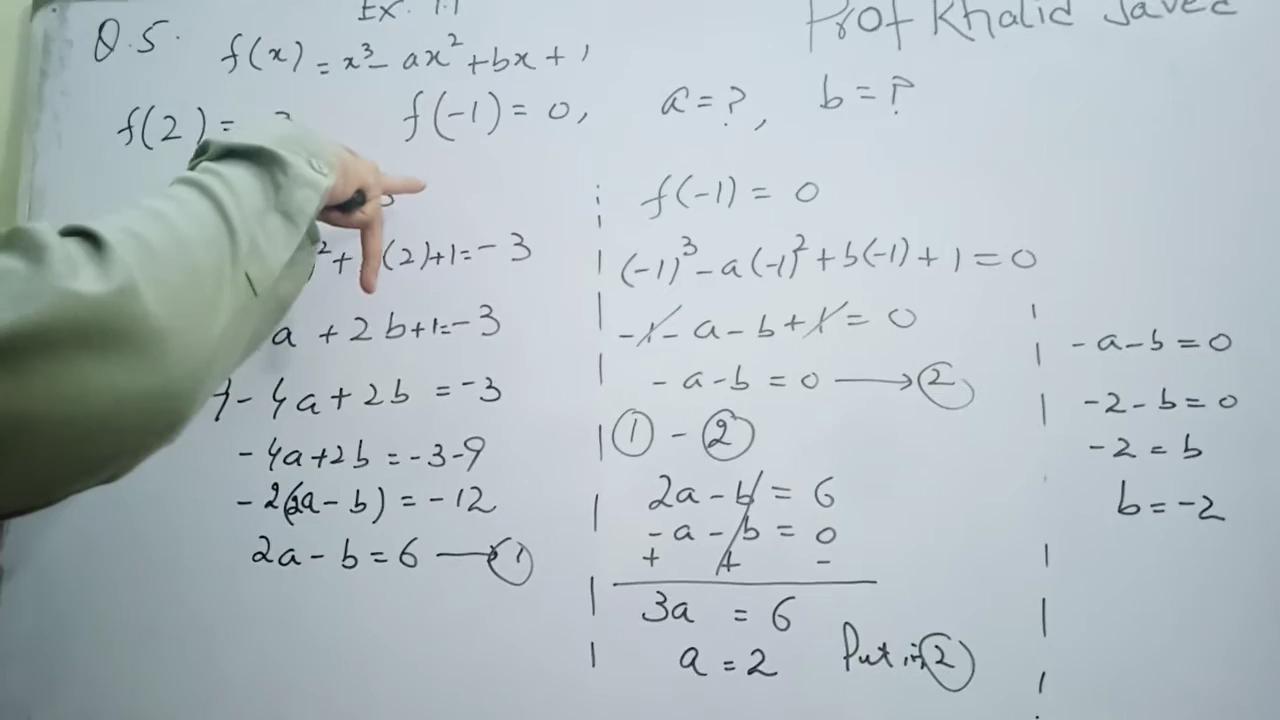 Ex. 1.1
Prof Khalid Javed
Q.5. f(x) = x³ - ax² + bx + 1
f(2) = f(-1) = 0, a = ?, b = ?
² + (2)+1 = -3
a + 2b+1 = -3
- 4a + 2b = -3
- 4a+2b = -3-9
- 2(2a - b) = -12
2a - b = 6 → ①
f(-1) = 0
(-1)³ - a(-1)² + b(-1) + 1 = 0
-1 - a - b + 1 = 0
- a - b = 0 → ②
① - ②
2a - b = 6
- a - b = 0
+ + -
3a = 6
a = 2 Put in ②
- a - b = 0
- 2 - b = 0
- 2 = b
b = -2